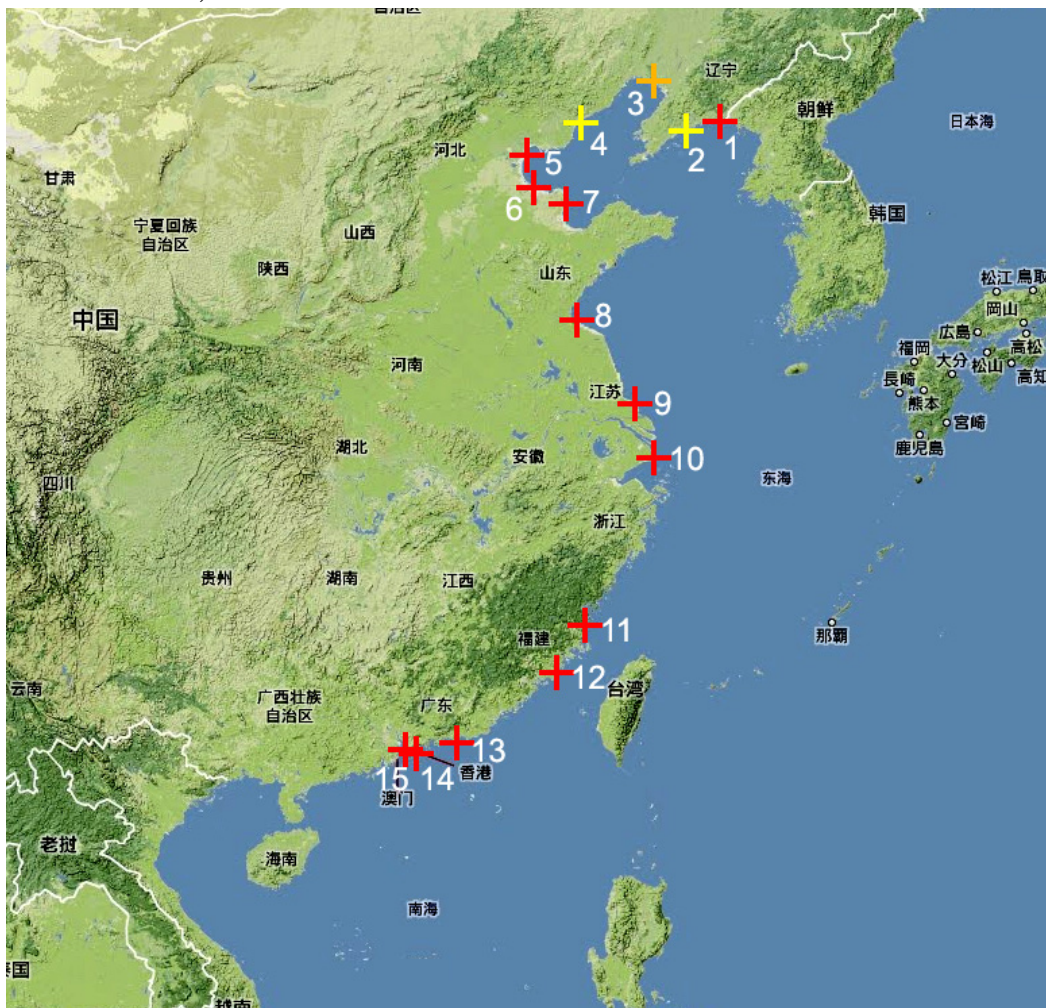 自治区
辽宁
3
朝鲜
日本海
4
1
2
河北
5
甘肃
6
7
宁夏回族
自治区
韩国
山西
陕西
山东
松江
鳥取
中国
8
岡山
広島
高松
福岡
大分
松山
高知
河南
長崎
江苏
9
熊本
宮崎
鹿児島
湖北
安徽
10
四川
东海
浙江
贵州
湖南
江西
11
福建
那霸
12
云南
广西壮族
自治区
广东
台湾
13
15
14
香港
澳门
老挝
海南
南海
泰国
越南